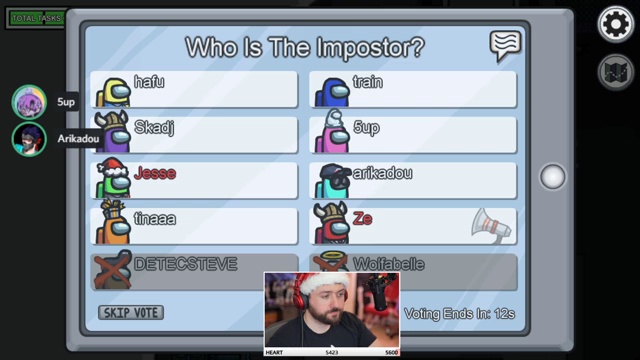 TOTAL TASKS
Who Is The Impostor?
hafu
train
5up
Skadj
5up
Arikadou
Jesse
arikadou
tinaaa
Ze
DETECSTEVE
Wolfabelle
SKIP VOTE
Voting Ends In: 12s
HEART 5423 5600